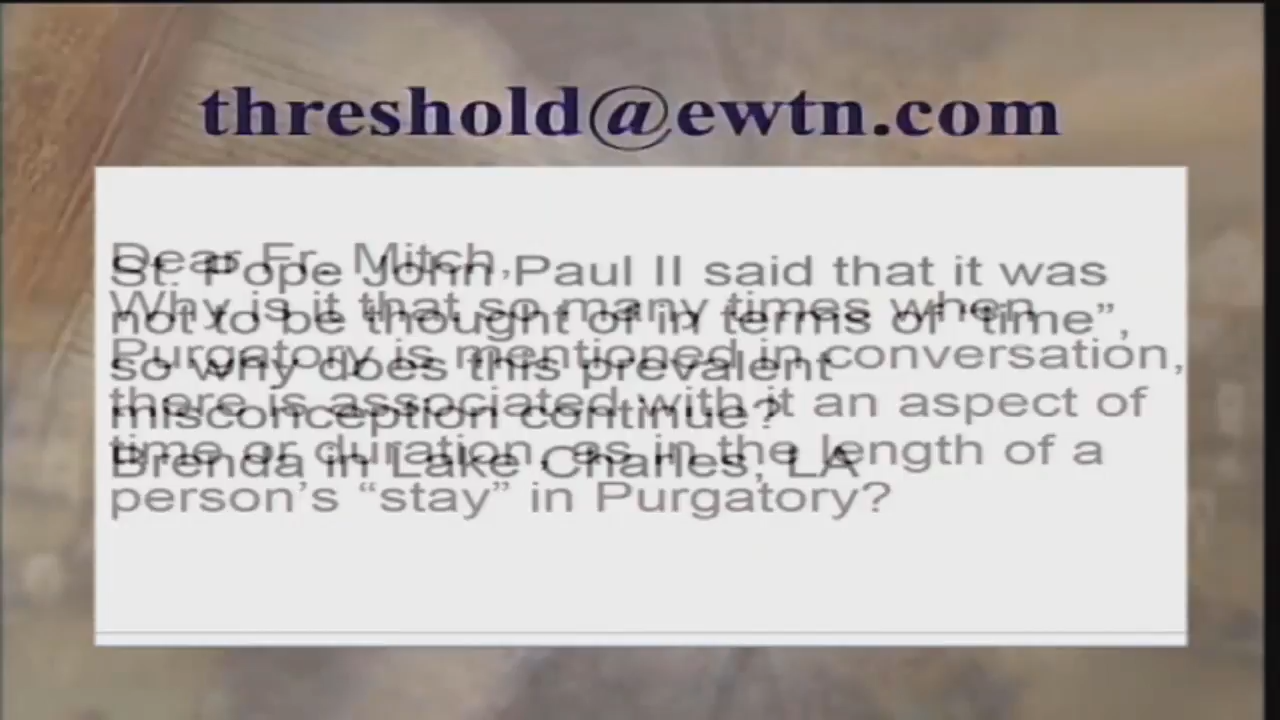 threshold@ewtn.com
Dear Fr. Mitch,
Why is it that so many times when
Purgatory is mentioned in conversation,
there is associated with it an aspect of
time or duration, as in the length of a
person’s “stay” in Purgatory?
St. Pope John Paul II said that it was
not to be thought of in terms of “time”,
so why does this prevalent
misconception continue?
Brenda in Lake Charles, LA